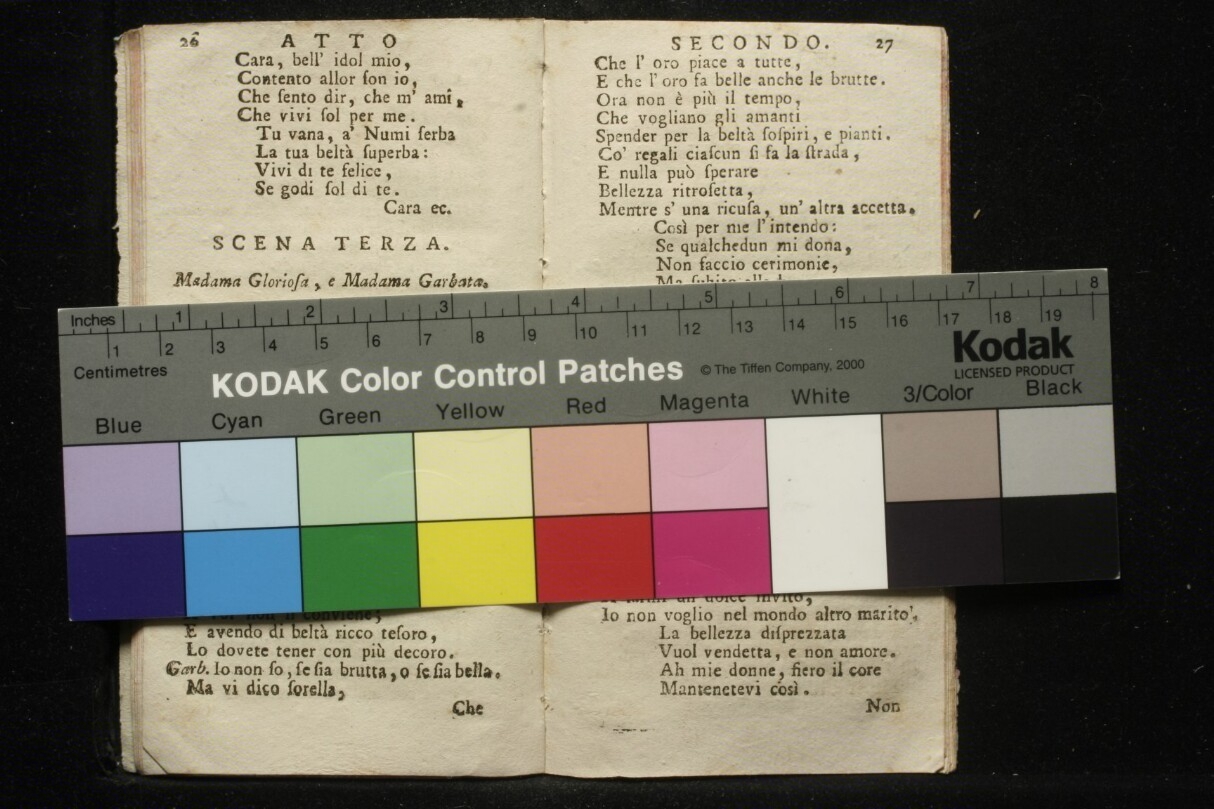 26 ATTO
Cara, bell' idol mio,
Contento allor ſon io,
Che ſento dir, che m' ami,
Che vivi ſol per me.
Tu vana, a' Numi ſerba
La tua beltà ſuperba:
Vivi di te felice,
Se godi ſol di te.
Cara ec.
SCENA TERZA.
Madama Glorioſa, e Madama Garbata.
E avendo di beltà ricco teſoro,
Lo dovete tener con più decoro.
Garb. Io non ſo, ſe ſia brutta, o ſe ſia bella.
Ma vi dico ſorella,
Che
SECONDO. 27
Che l' oro piace a tutte,
E che l' oro fa belle anche le brutte.
Ora non è più il tempo,
Che vogliano gli amanti
Spender per la beltà ſoſpiri, e pianti.
Co' regali ciaſcun ſi fa la ſtrada,
E nulla può ſperare
Bellezza ritroſetta,
Mentre s' una ricuſa, un' altra accetta.
Così per me l' intendo:
Se qualchedun mi dona,
Non faccio cerimonie,
Ma ſubito
dolce invito,
Io non voglio nel mondo altro marito.
La bellezza diſprezzata
Vuol vendetta, e non amore.
Ah mie donne, fiero il core
Mantenetevi così.
Non
Inches 1 2 3 4 5 6 7 8
Centimetres 1 2 3 4 5 6 7 8 9 10 11 12 13 14 15 16 17 18 19
KODAK Color Control Patches © The Tiffen Company, 2000
Kodak
LICENSED PRODUCT
Blue Cyan Green Yellow Red Magenta White 3/Color Black